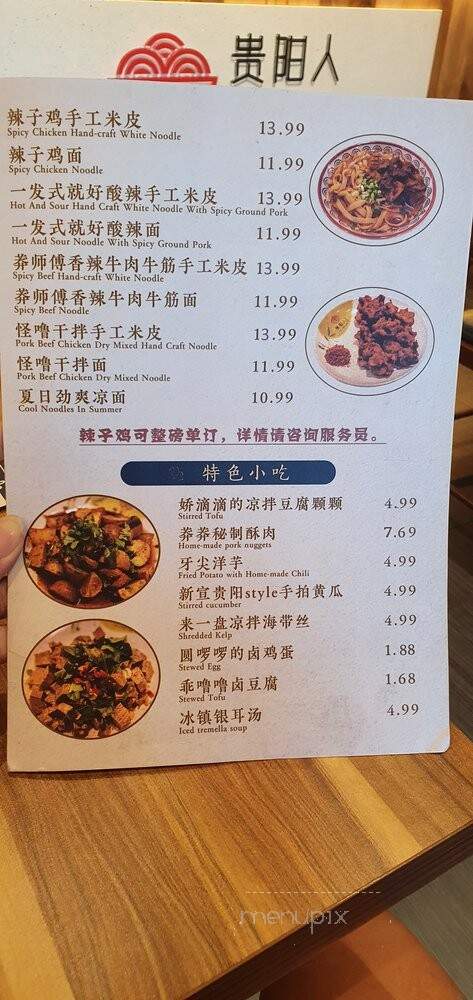 贵阳人
辣子鸡手工米皮 13.99
Spicy Chicken Hand-craft White Noodle
辣子鸡面 11.99
Spicy Chicken Noodle
一发式就好酸辣手工米皮 13.99
Hot And Sour Hand Craft White Noodle With Spicy Ground Pork
一发式就好酸辣面 11.99
Hot And Sour Noodle With Spicy Ground Pork
莽师傅香辣牛肉牛筋手工米皮 13.99
Spicy Beef Hand-craft White Noodle
莽师傅香辣牛肉牛筋面 11.99
Spicy Beef Noodle
怪噜干拌手工米皮 13.99
Pork Beef Chicken Dry Mixed Hand Craft Noodle
怪噜干拌面 11.99
Pork Beef Chicken Dry Mixed Noodle
夏日劲爽凉面 10.99
Cool Noodles In Summer
辣子鸡可整磅单订，详情请咨询服务员。
特色小吃
娇滴滴的凉拌豆腐颗颗 4.99
Stirred Tofu
莽莽秘制酥肉 7.69
Home-made pork nuggets
牙尖洋芋 4.99
Fried Potato with Home-made Chili
新宣贵阳style手拍黄瓜 4.99
Stirred cucumber
来一盘凉拌海带丝 4.99
Shredded Kelp
圆啰啰的卤鸡蛋 1.88
Stewed Egg
乖噜噜卤豆腐 1.68
Stewed Tofu
冰镇银耳汤 4.99
Iced tremella soup
menupix